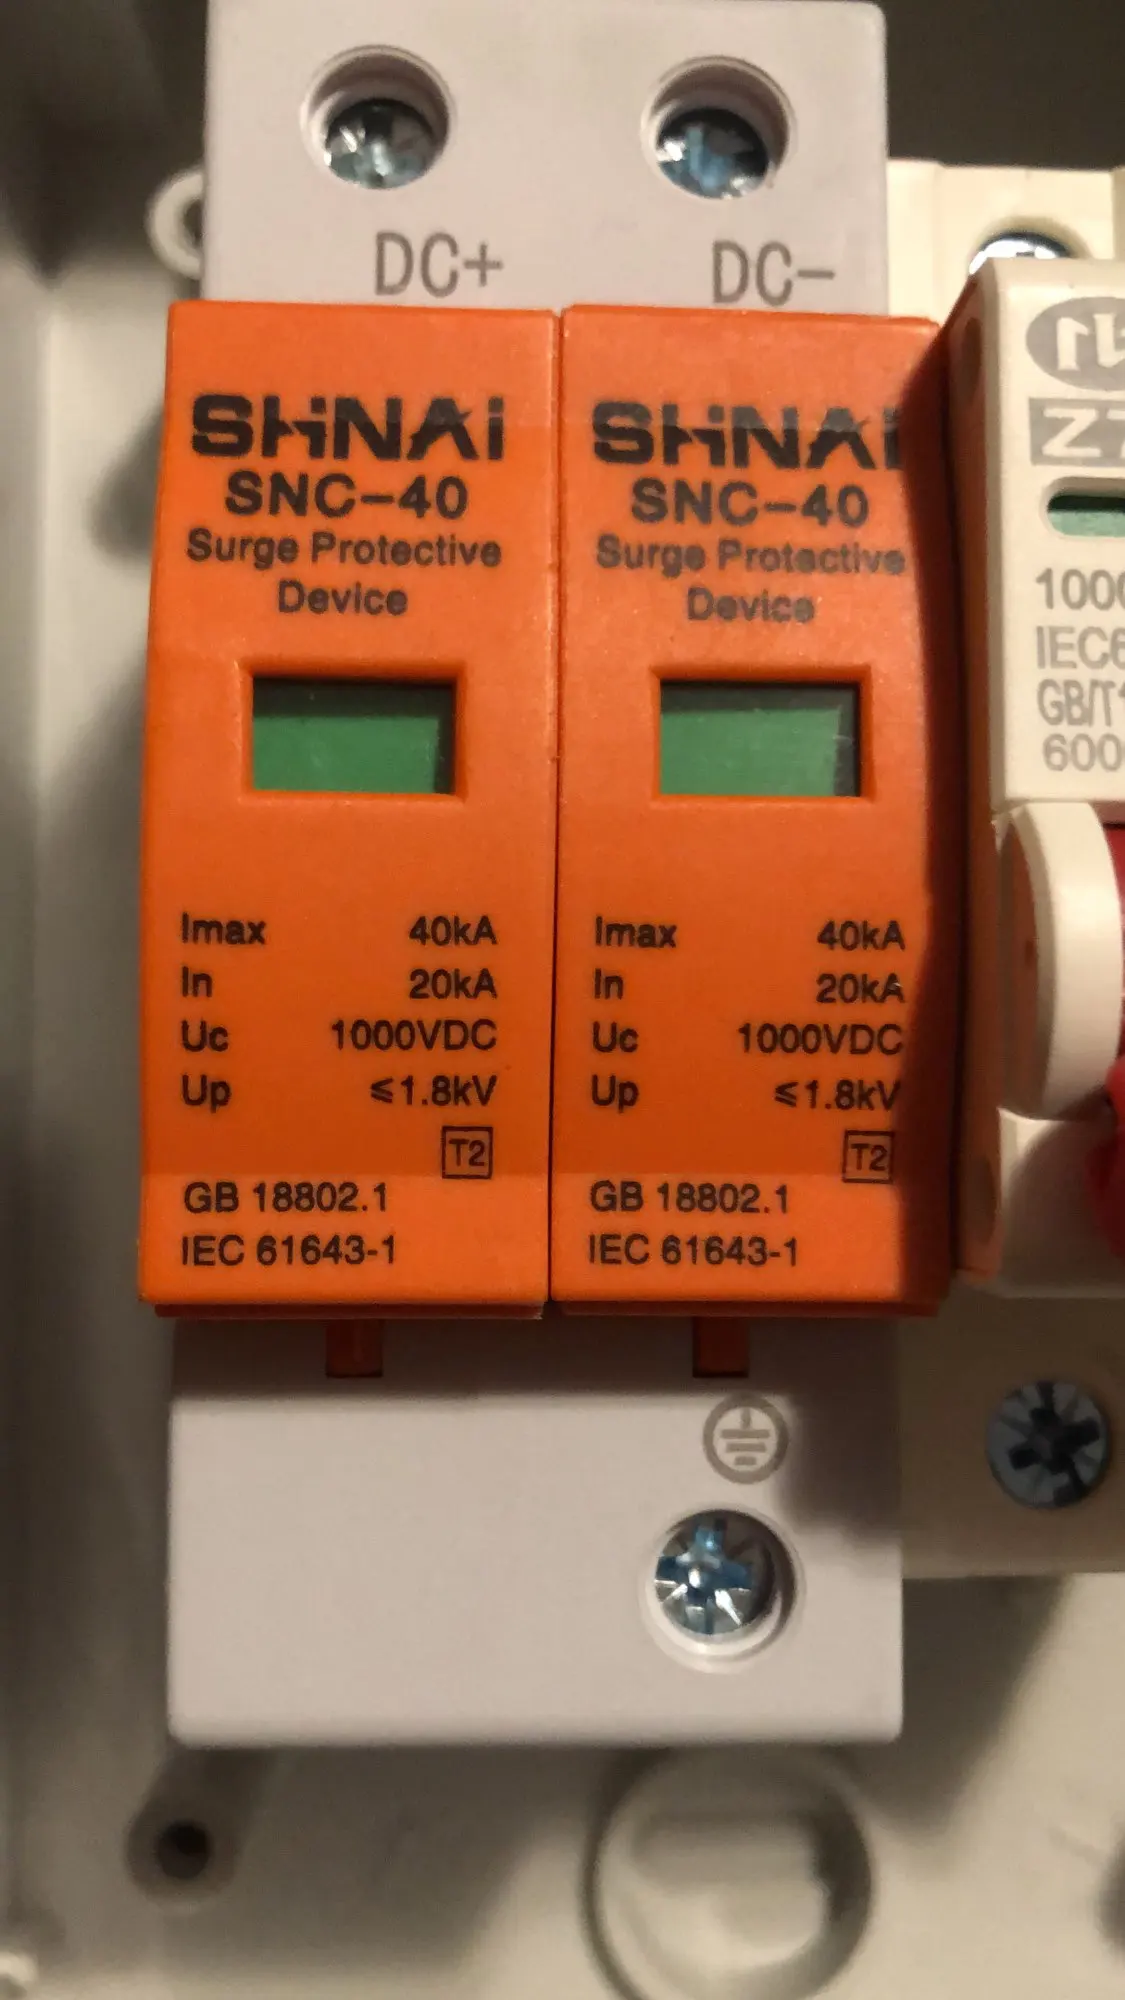 DC+ DC-
SHiNAi
SNC-40
Surge Protective
Device
Imax 40kA
In 20kA
Uc 1000VDC
Up ≤1.8kV
T2
GB 18802.1
IEC 61643-1
SHiNAi
SNC-40
Surge Protective
Device
Imax 40kA
In 20kA
Uc 1000VDC
Up ≤1.8kV
T2
GB 18802.1
IEC 61643-1